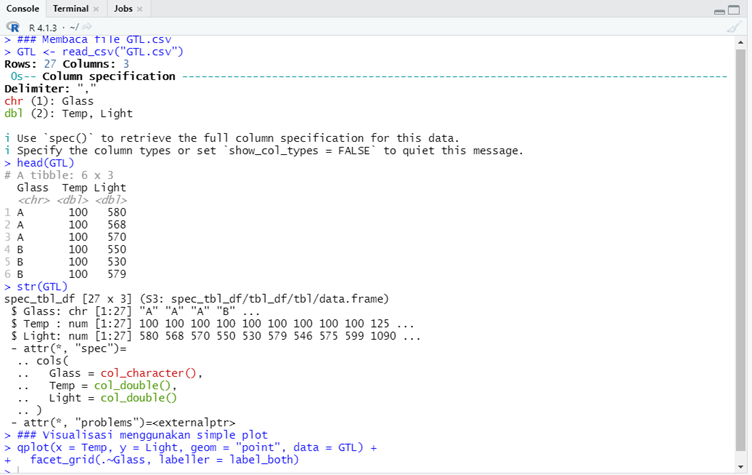 Console Terminal × Jobs ×
R 4.1.3 · ~/
> ### Membaca file GTL.csv
> GTL <- read_csv("GTL.csv")
Rows: 27 Columns: 3
0s-- Column specification --------------------------------------------------------------------------------
Delimiter: ","
chr (1): Glass
dbl (2): Temp, Light
i Use `spec()` to retrieve the full column specification for this data.
i Specify the column types or set `show_col_types = FALSE` to quiet this message.
> head(GTL)
# A tibble: 6 x 3
Glass Temp Light
<chr> <dbl> <dbl>
1 A 100 580
2 A 100 568
3 A 100 570
4 B 100 550
5 B 100 530
6 B 100 579
> str(GTL)
spec_tbl_df [27 x 3] (S3: spec_tbl_df/tbl_df/tbl/data.frame)
$ Glass: chr [1:27] "A" "A" "A" "B" ...
$ Temp : num [1:27] 100 100 100 100 100 100 100 100 100 125 ...
$ Light: num [1:27] 580 568 570 550 530 579 546 575 599 1090 ...
- attr(*, "spec")=
.. cols(
.. Glass = col_character(),
.. Temp = col_double(),
.. Light = col_double()
.. )
- attr(*, "problems")=<externalptr>
> ### Visualisasi menggunakan simple plot
> qplot(x = Temp, y = Light, geom = "point", data = GTL) +
+ facet_grid(.~Glass, labeller = label_both)
>